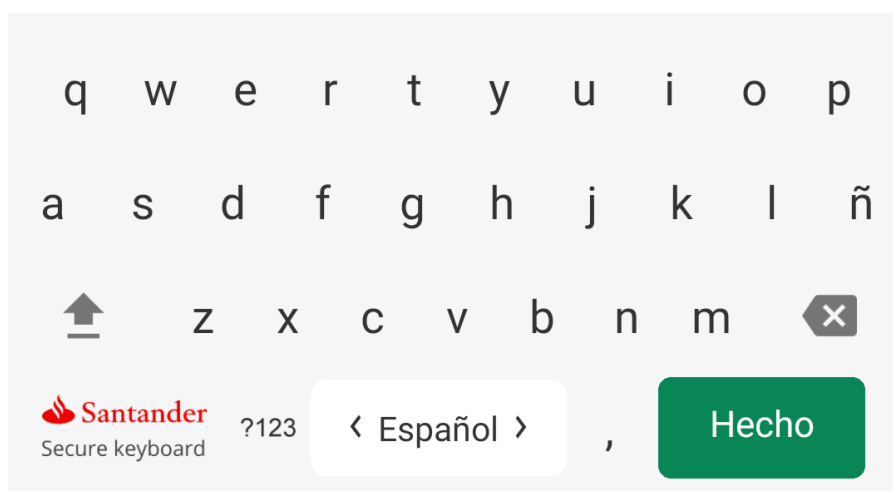 q w e r t y u i o p
a s d f g h j k l ñ
z x c v b n m
Santander
Secure keyboard
?123
‹ Español ›
,
Hecho